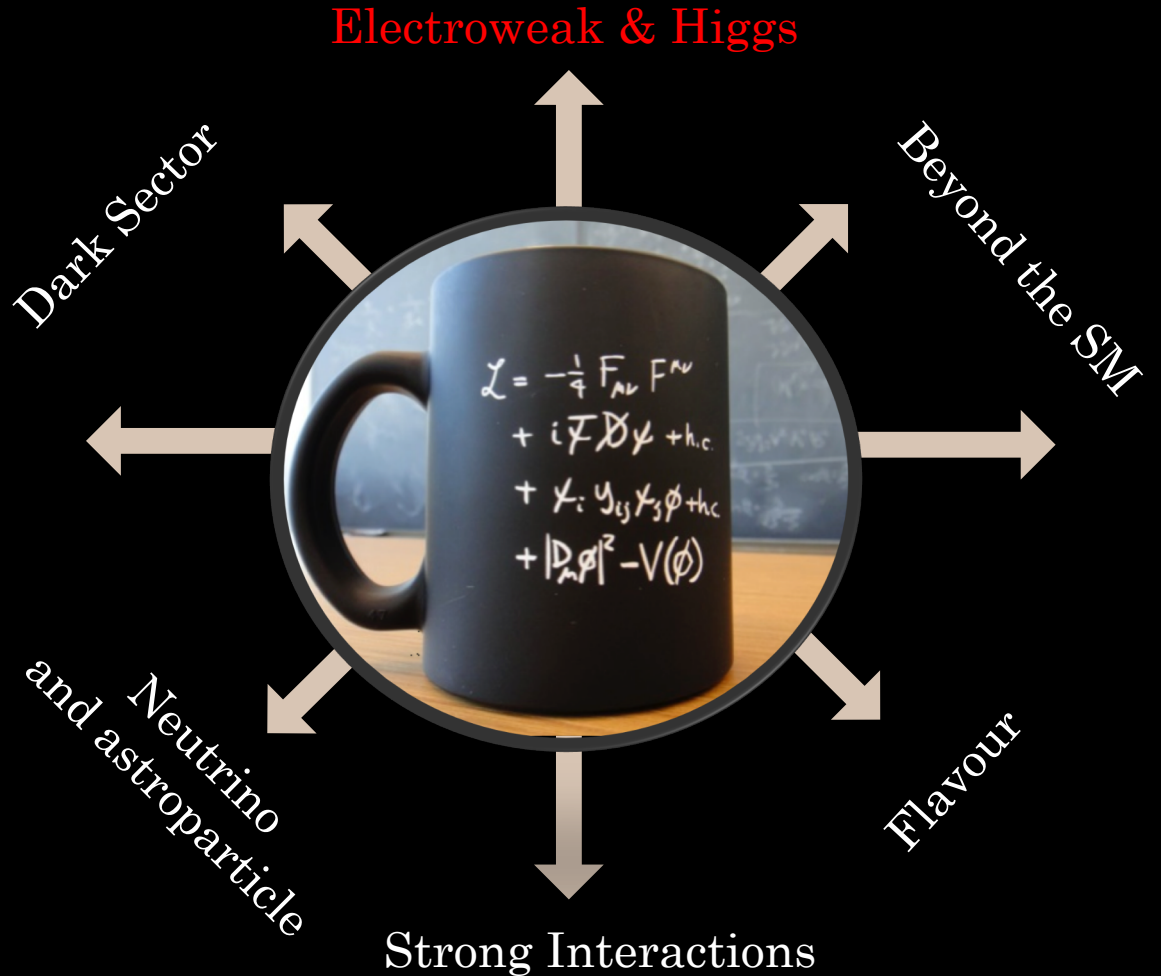 Electroweak & Higgs
Dark Sector
Beyond the SM
ℒ = -¼ F_μν F^μν
+ iψ̄D̸ψ + h.c.
+ ψ_i y_ij ψ_j φ + h.c.
+ |D_μ φ|² - V(φ)
Neutrino
and astroparticle
Flavour
Strong Interactions